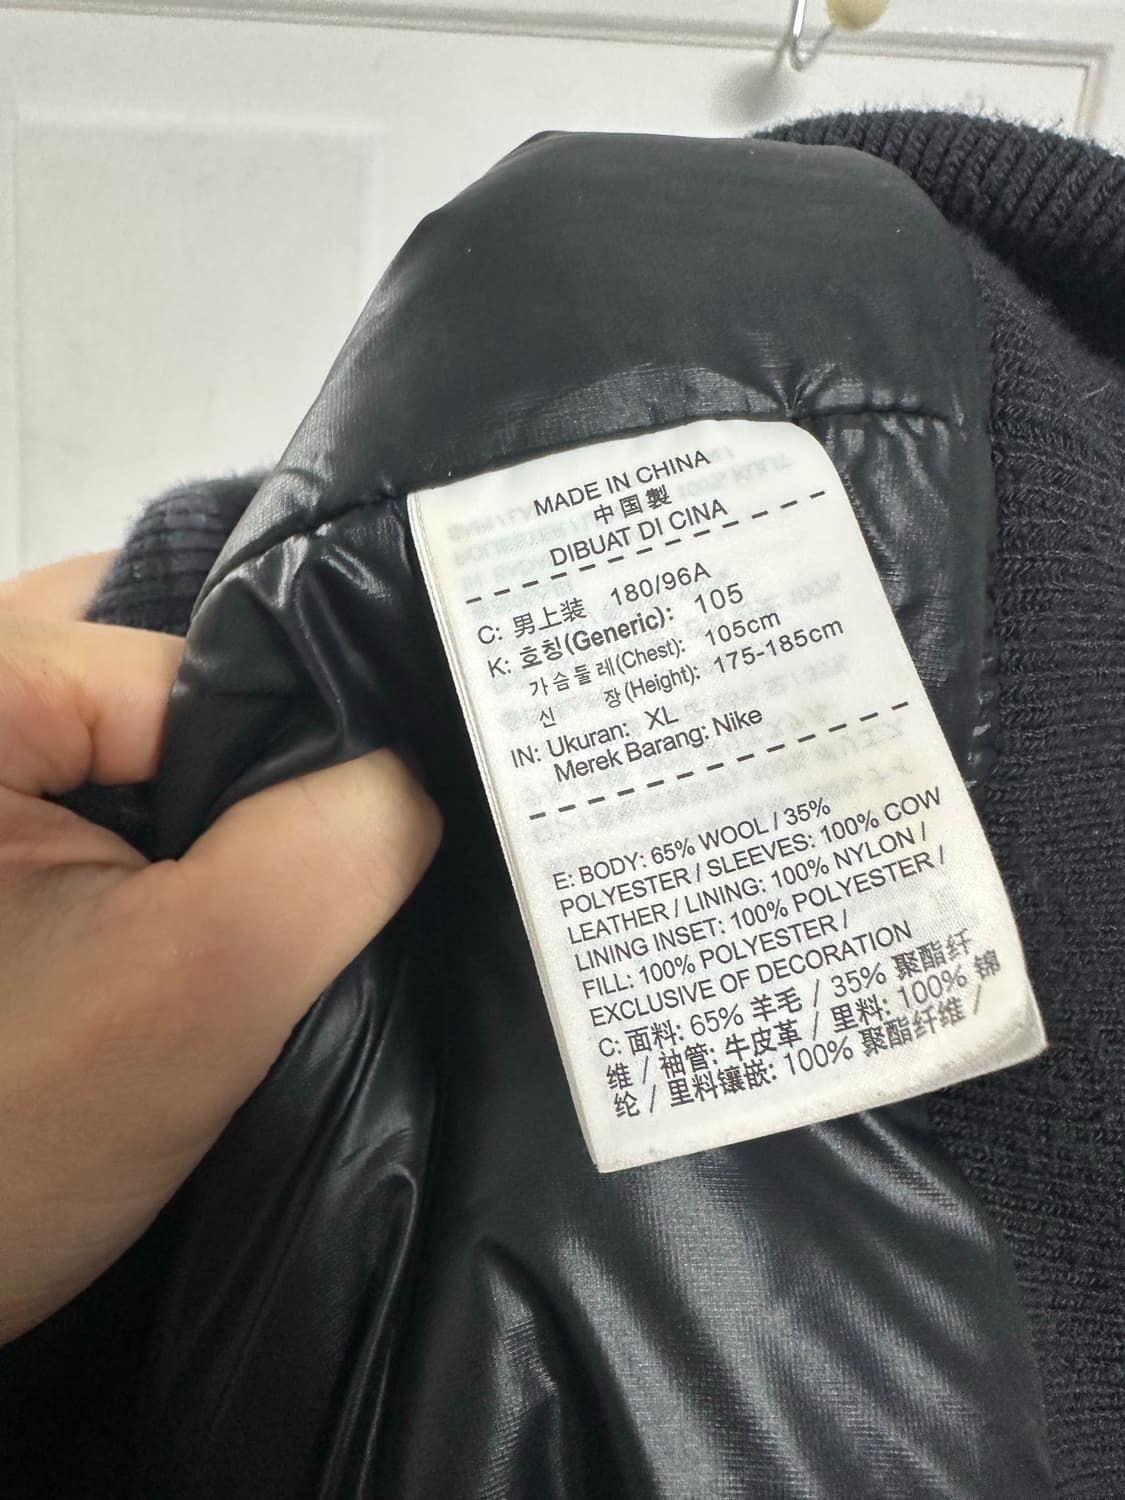 MADE IN CHINA
中国製
DIBUAT DI CINA
C: 男上装 180/96A
K: 호칭(Generic): 105
가슴둘레(Chest): 105cm
신 장(Height): 175-185cm
IN: Ukuran: XL
Merek Barang: Nike
E: BODY: 65% WOOL / 35%
POLYESTER / SLEEVES: 100% COW
LEATHER / LINING: 100% NYLON /
LINING INSET: 100% POLYESTER /
FILL: 100% POLYESTER /
EXCLUSIVE OF DECORATION
C: 面料: 65% 羊毛 / 35% 聚酯纤
维 / 袖管: 牛皮革 / 里料: 100% 锦
纶 / 里料镶嵌: 100% 聚酯纤维 /